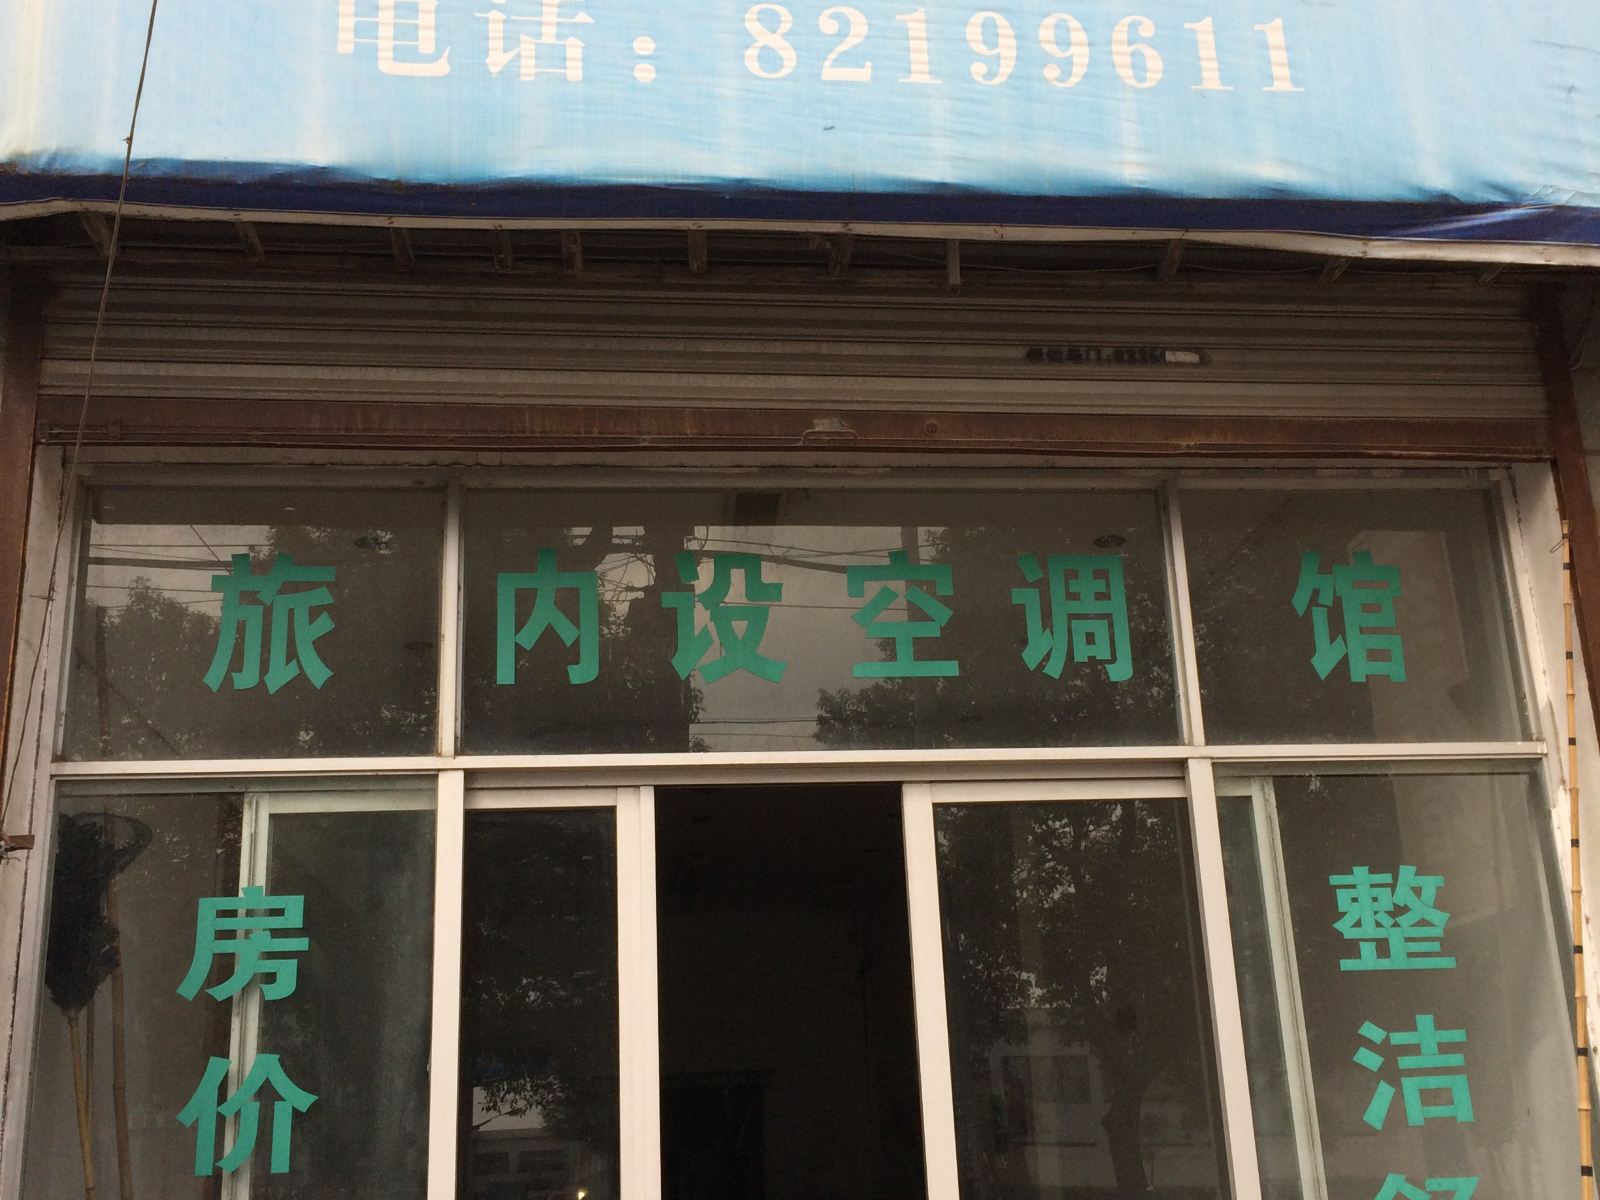 电话：82199611
旅内设空调馆
房价
整洁